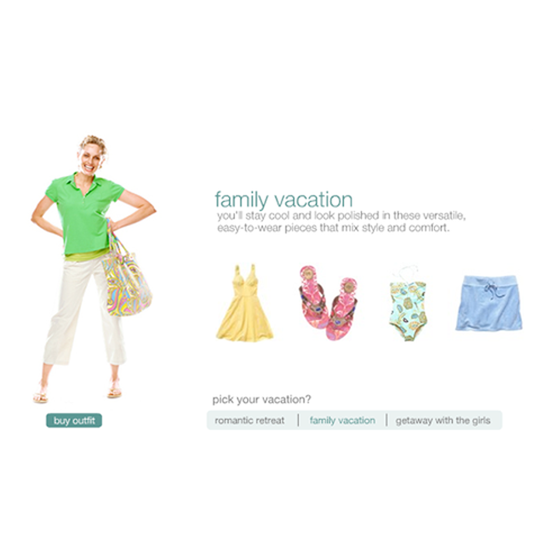 family vacation
you'll stay cool and look polished in these versatile,
easy-to-wear pieces that mix style and comfort.
pick your vacation?
buy outfit
romantic retreat | family vacation | getaway with the girls